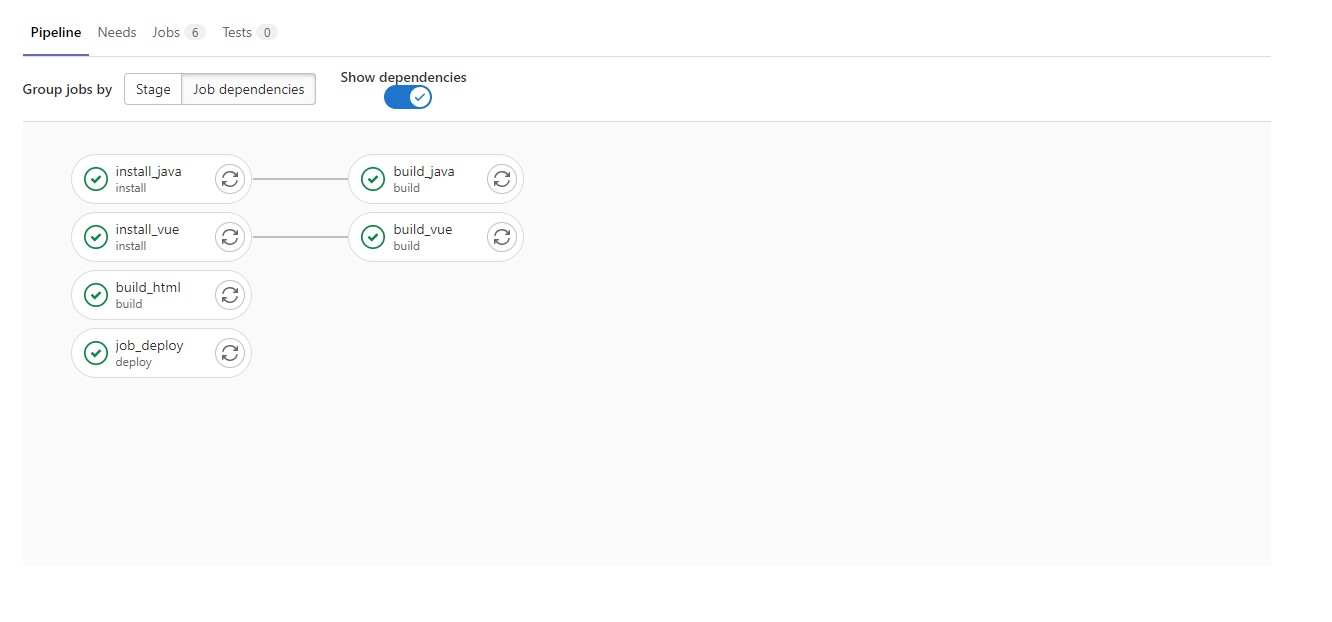 Pipeline Needs Jobs 6 Tests 0
Group jobs by Stage Job dependencies Show dependencies
install_java
install
build_java
build
install_vue
install
build_vue
build
build_html
build
job_deploy
deploy